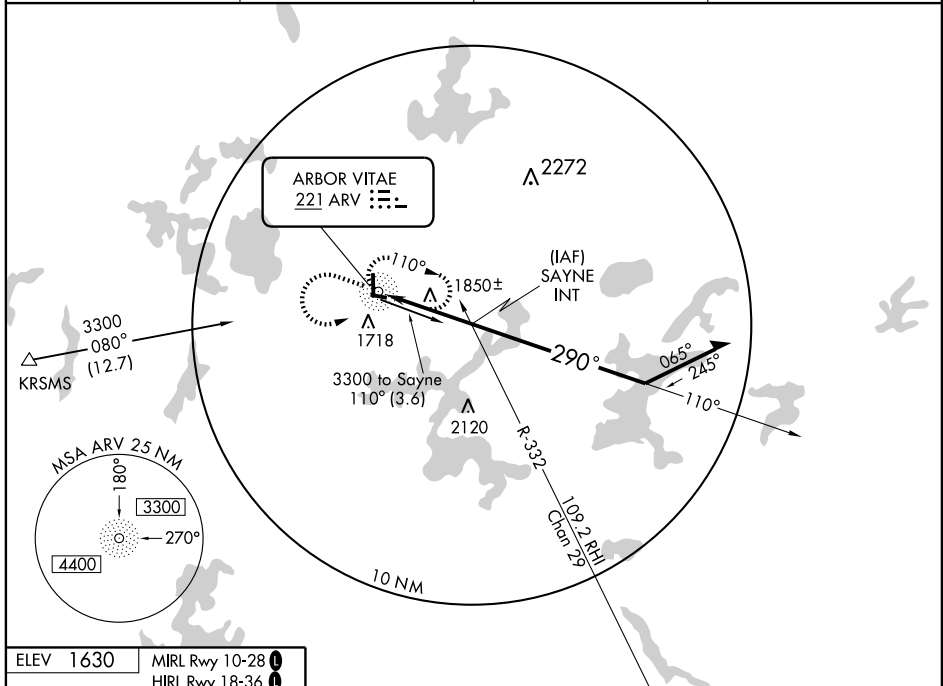 2272
ARBOR VITAE
221 ARV
(IAF)
SAYNE
INT
110°
1850±
3300
080°
(12.7)
KRSMS
1718
3300 to Sayne
110° (3.6)
290°
065°
245°
110°
2120
R-332
109.2 RHI
Chan 29
MSA ARV 25 NM
180°
3300
270°
4400
10 NM
ELEV 1630
MIRL Rwy 10-28 L
HIRL Rwy 18-36 L